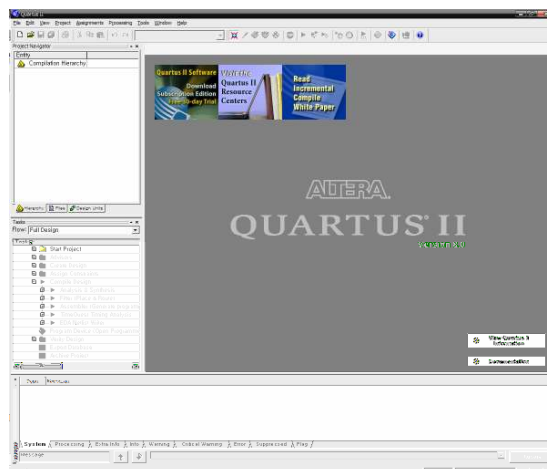 Quartus II
File Edit View Project Assignments Processing Tools Window Help
Project Navigator
Entity
Compilation Hierarchy
Hierarchy Files Design Units
Tasks
Flow: Full Design
Start Project
Compile Design
Quartus II Software
Download
Subscription Edition
Free 30-day Trial
Visit the
Quartus II
Resource
Centers
Read
Incremental
Compile
White Paper
ALTERA
QUARTUS II
View Quartus II
Information
Documentation
Type Message
System Processing Extra Info Info Warning Critical Warning Error Suppressed Flag
Message